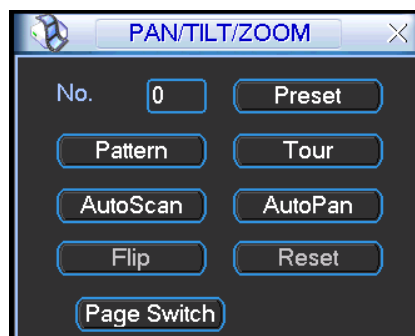 PAN/TILT/ZOOM
No. 0 Preset
Pattern Tour
AutoScan AutoPan
Flip Reset
Page Switch